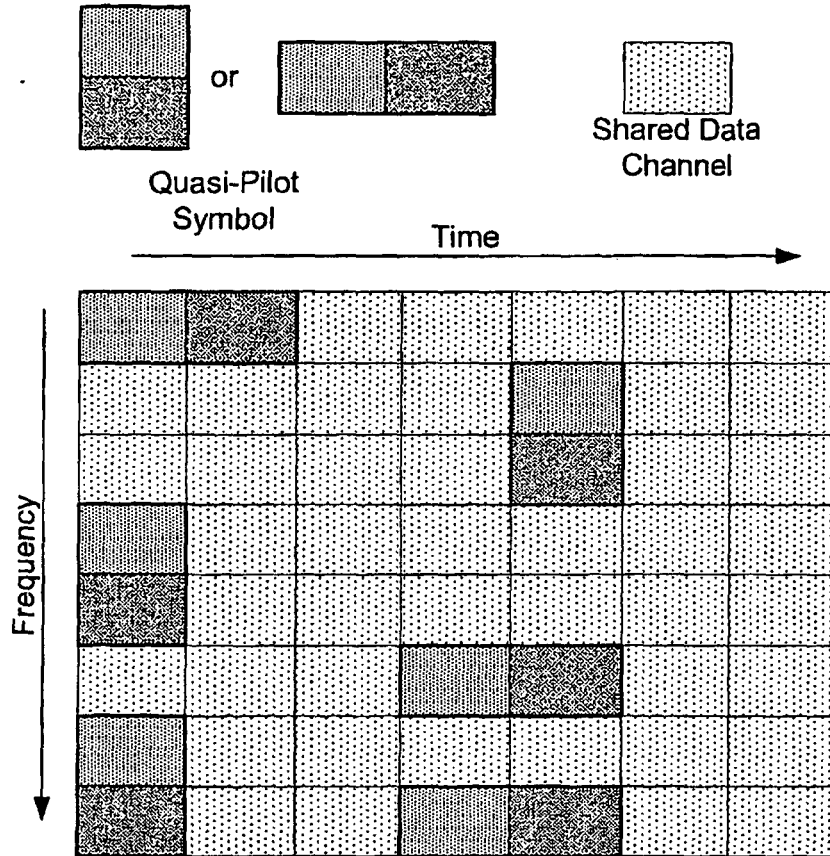 or
Shared Data
Channel
Quasi-Pilot
Symbol
Time
Frequency